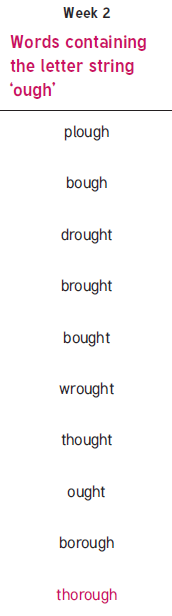 Week 2
Words containing
the letter string
‘ough’
plough
bough
drought
brought
bought
wrought
thought
ought
borough
thorough